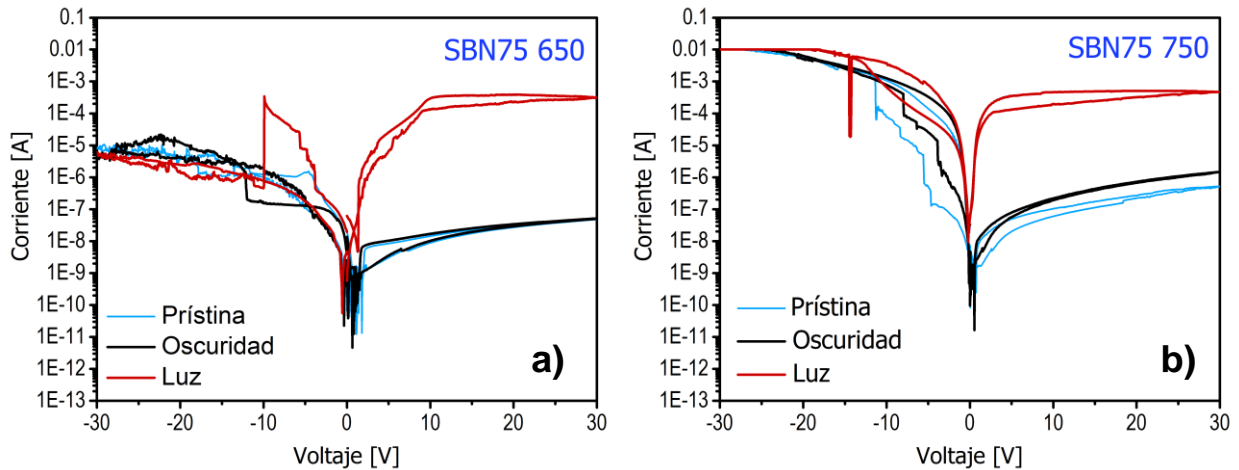 SBN75 650
Corriente [A]
0.1
0.01
1E-3
1E-4
1E-5
1E-6
1E-7
1E-8
1E-9
1E-10
1E-11
1E-12
1E-13
Prístina
Oscuridad
Luz
a)
-30 -20 -10 0 10 20 30
Voltaje [V]
SBN75 750
Corriente [A]
0.1
0.01
1E-3
1E-4
1E-5
1E-6
1E-7
1E-8
1E-9
1E-10
1E-11
1E-12
1E-13
Prístina
Oscuridad
Luz
b)
-30 -20 -10 0 10 20 30
Voltaje [V]